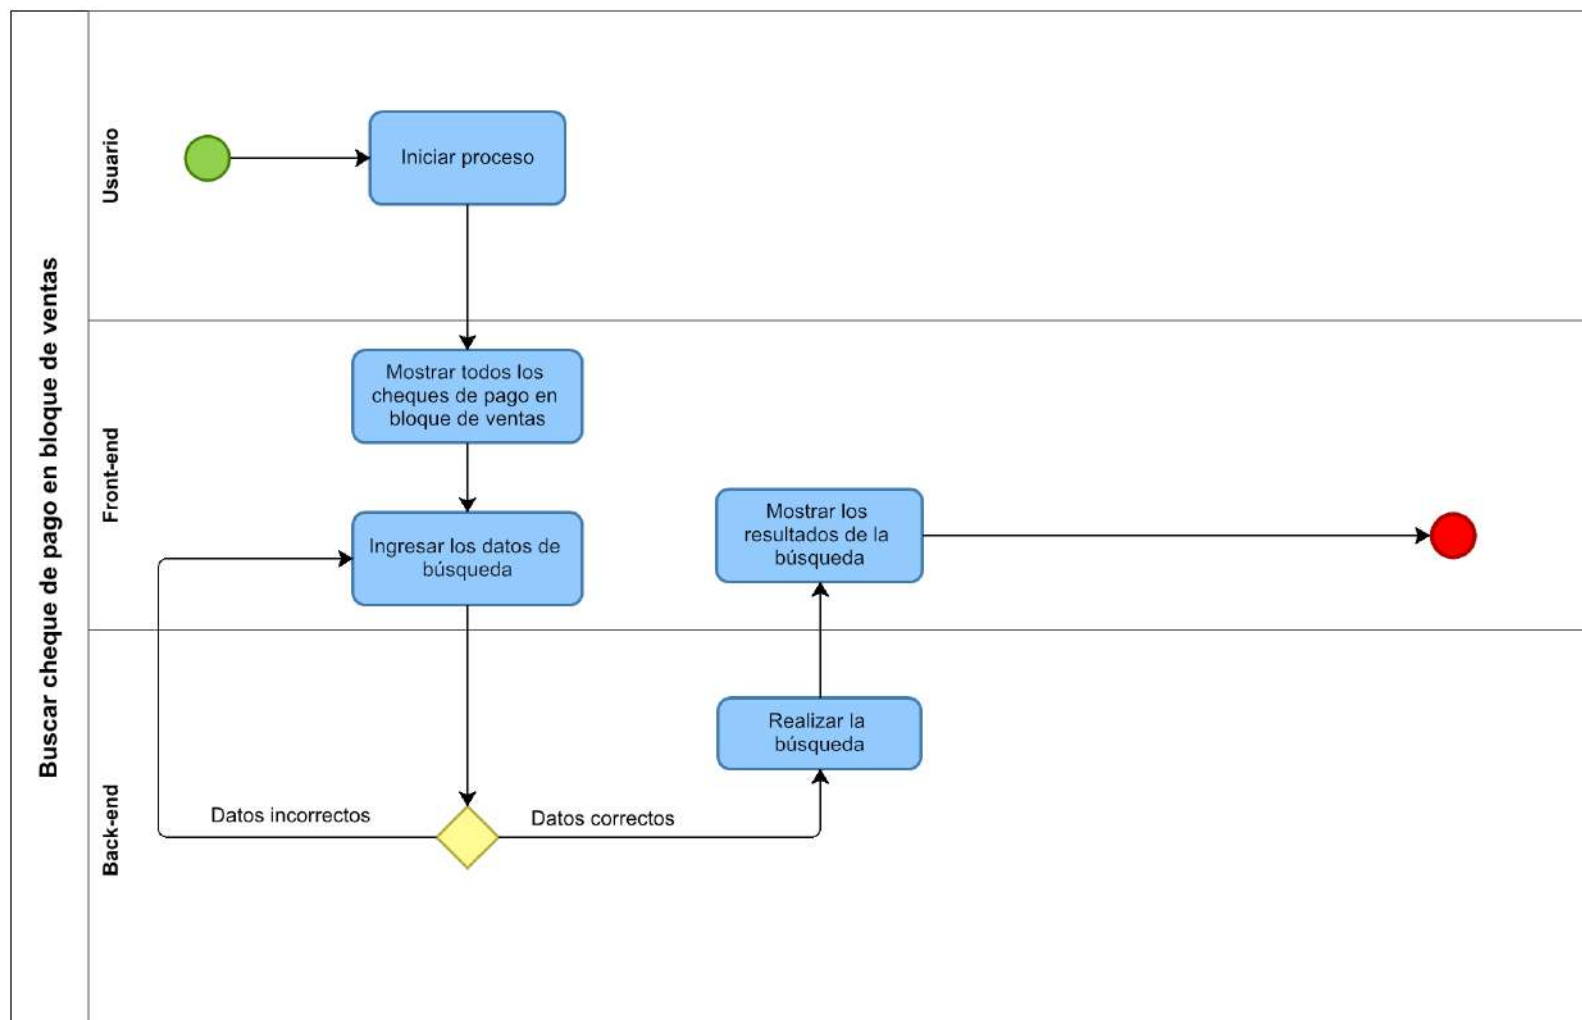 Buscar cheque de pago en bloque de ventas
Usuario
Iniciar proceso
Front-end
Mostrar todos los
cheques de pago en
bloque de ventas
Ingresar los datos de
búsqueda
Mostrar los
resultados de la
búsqueda
Back-end
Realizar la
búsqueda
Datos incorrectos
Datos correctos